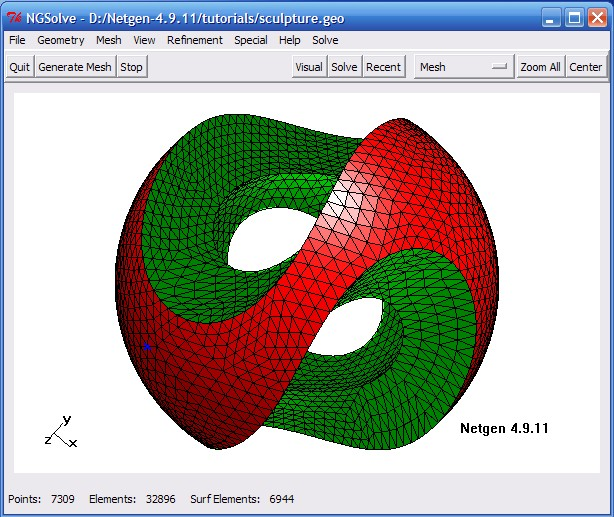 NGSolve - D:/Netgen-4.9.11/tutorials/sculpture.geo
File Geometry Mesh View Refinement Special Help Solve
Quit Generate Mesh Stop Visual Solve Recent Mesh Zoom All Center
y
z x
Netgen 4.9.11
Points: 7309 Elements: 32896 Surf Elements: 6944